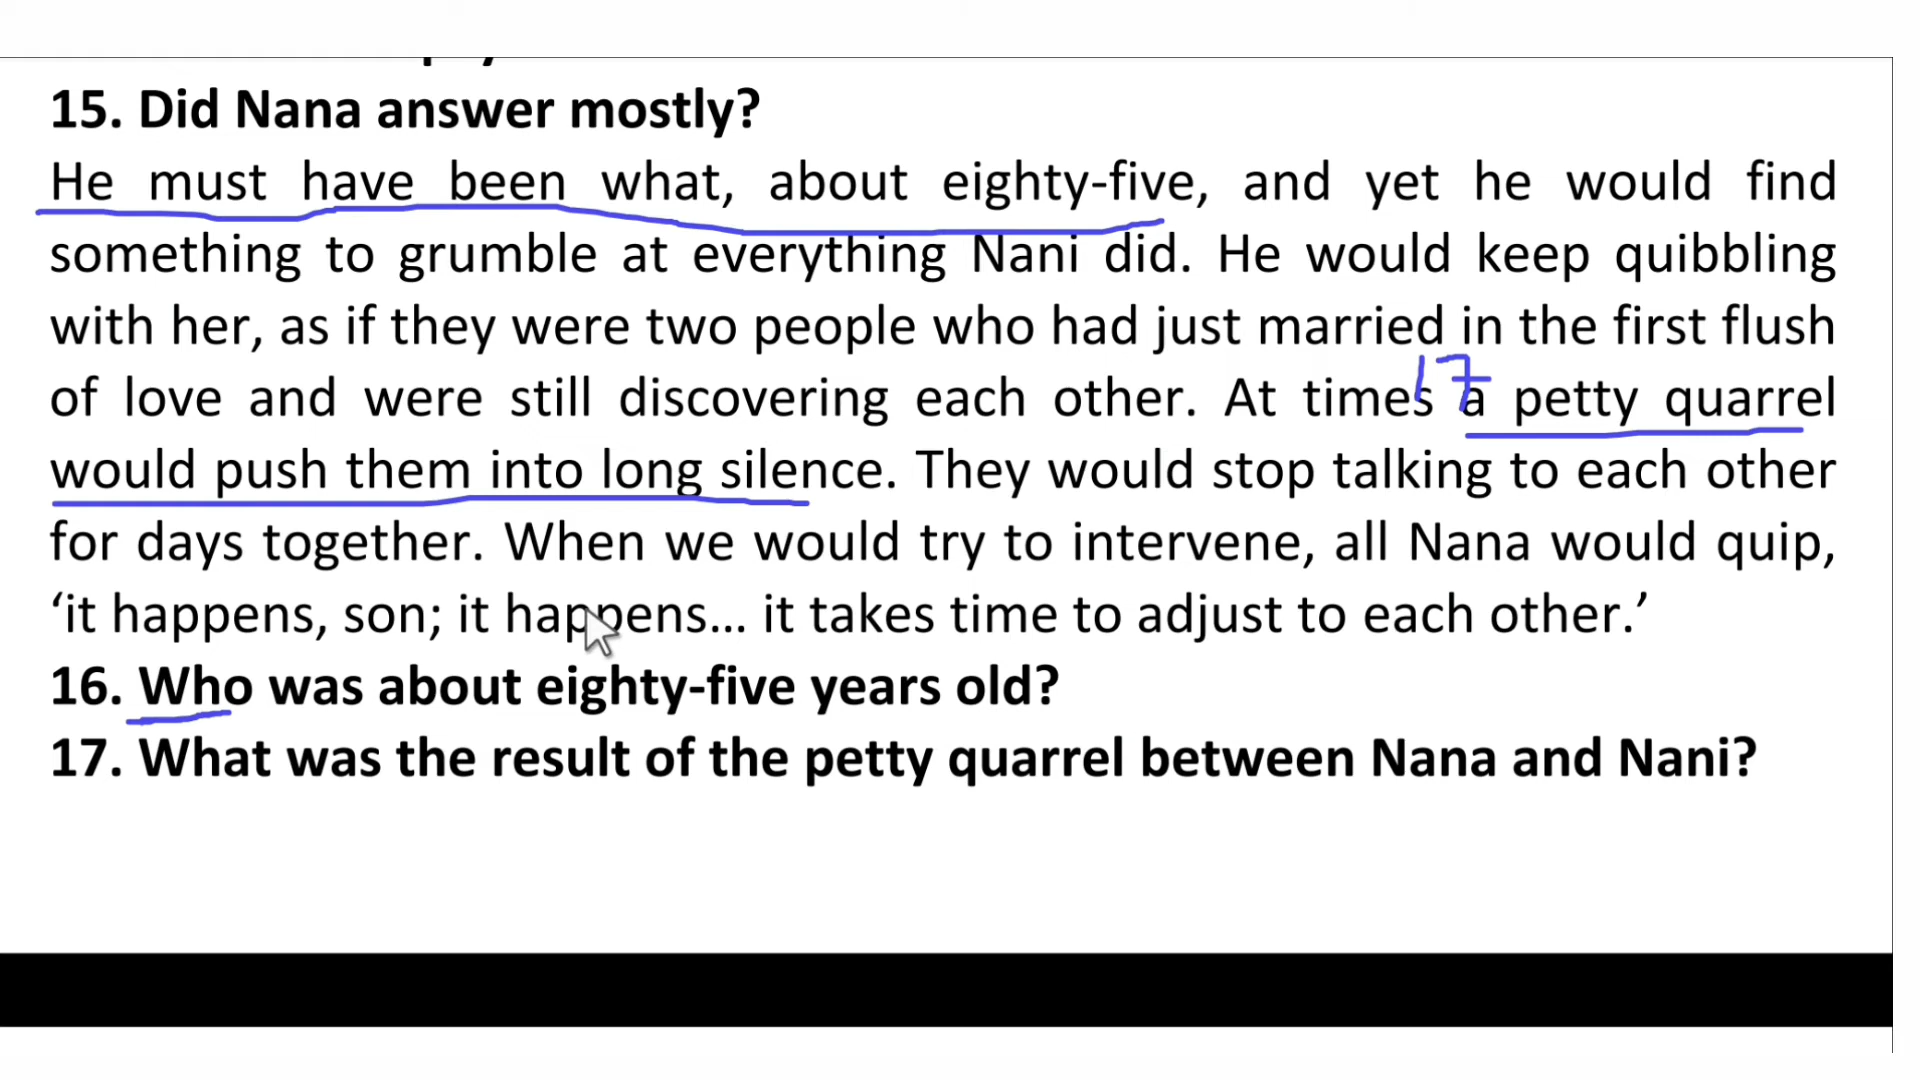 15. Did Nana answer mostly?
He must have been what, about eighty-five, and yet he would find
something to grumble at everything Nani did. He would keep quibbling
with her, as if they were two people who had just married in the first flush
17
of love and were still discovering each other. At times a petty quarrel
would push them into long silence. They would stop talking to each other
for days together. When we would try to intervene, all Nana would quip,
‘it happens, son; it happens... it takes time to adjust to each other.’
16. Who was about eighty-five years old?
17. What was the result of the petty quarrel between Nana and Nani?